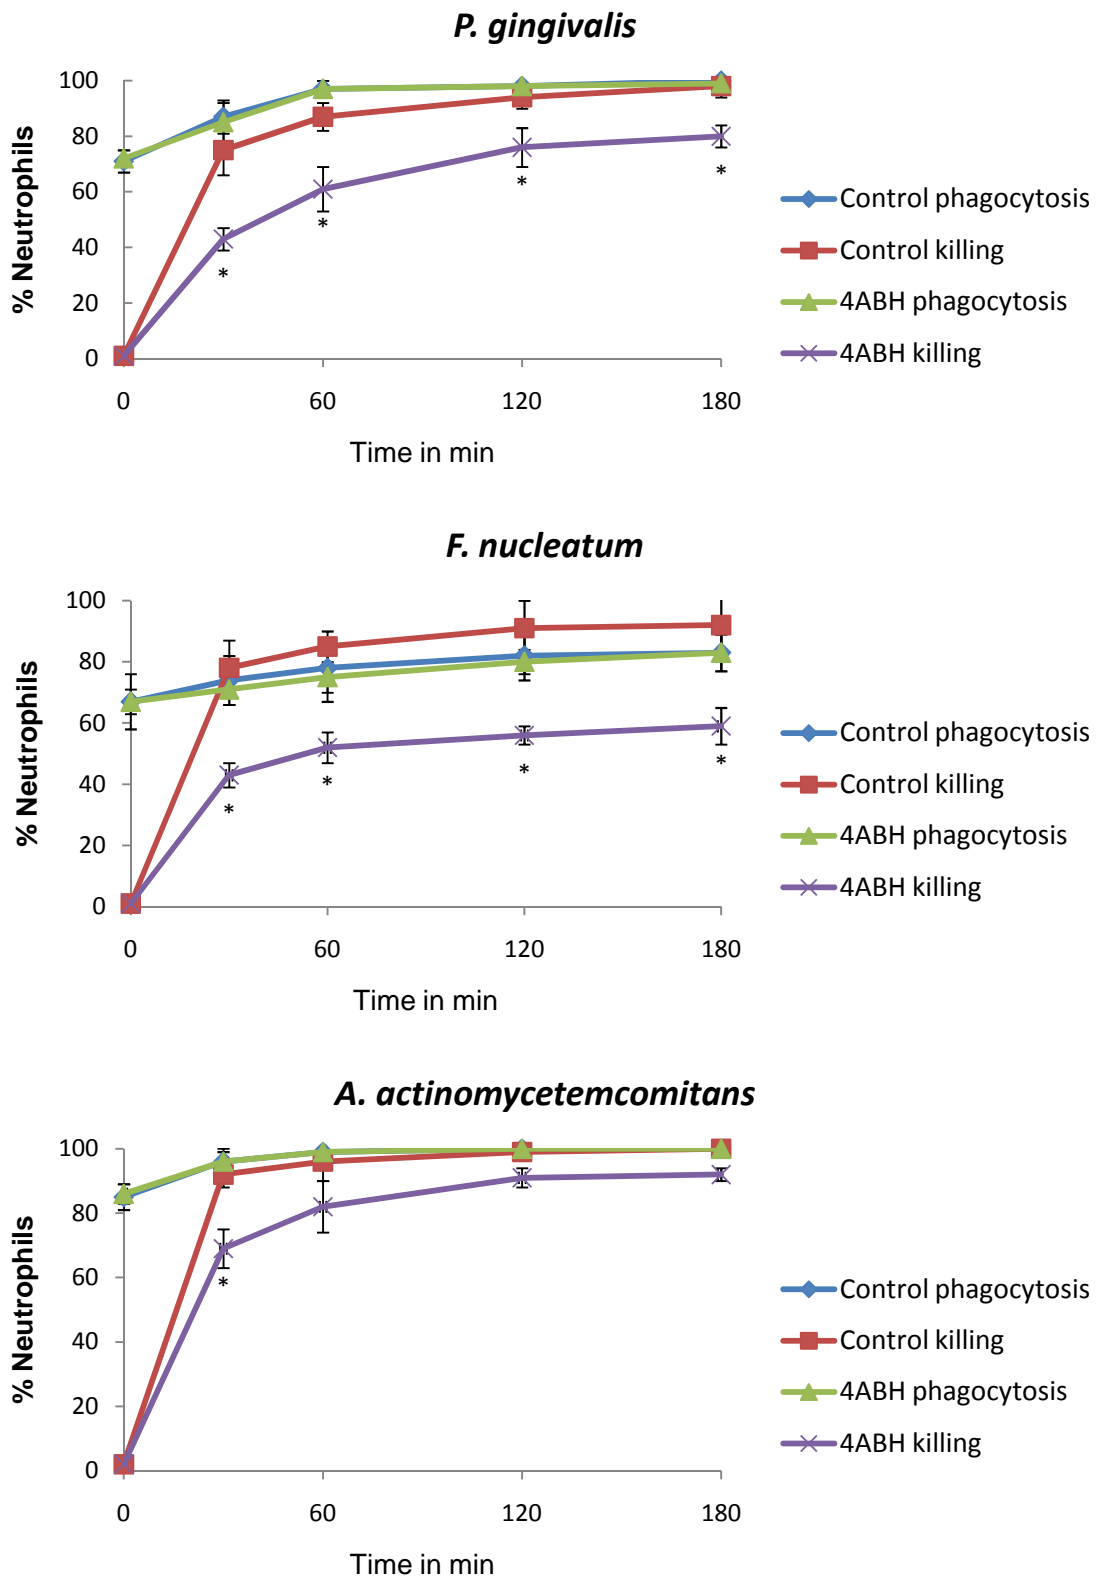 P. gingivalis
% Neutrophils
100
80
60
40
20
0
* * * *
0 60 120 180
Time in min
Control phagocytosis
Control killing
4ABH phagocytosis
4ABH killing
F. nucleatum
% Neutrophils
100
80
60
40
20
0
* * * *
0 60 120 180
Time in min
Control phagocytosis
Control killing
4ABH phagocytosis
4ABH killing
A. actinomycetemcomitans
% Neutrophils
100
80
60
40
20
0
*
0 60 120 180
Time in min
Control phagocytosis
Control killing
4ABH phagocytosis
4ABH killing